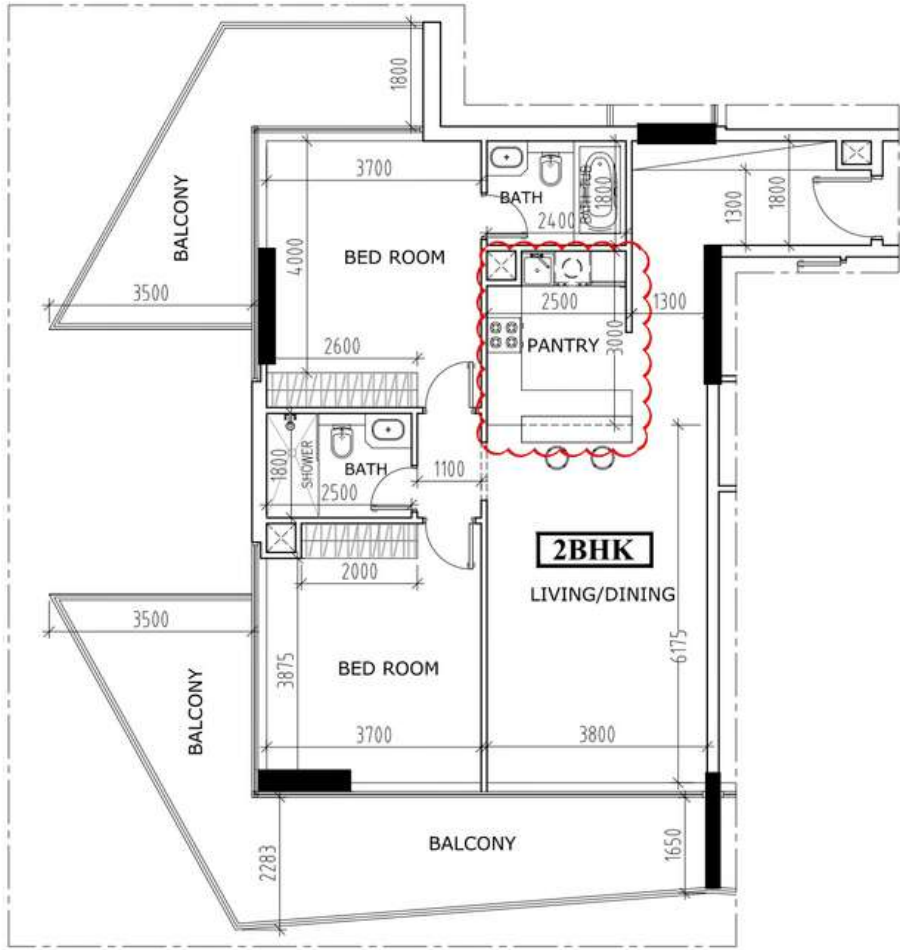 1800
BALCONY
3700
BATH
BATH TUB
1800
2400
1300
1800
4000
BED ROOM
3500
2500
1300
PANTRY
3000
2600
1800
SHOWER
BATH
2500
1100
2BHK
LIVING/DINING
2000
3500
3875
6175
BED ROOM
BALCONY
3700
3800
2283
BALCONY
1650